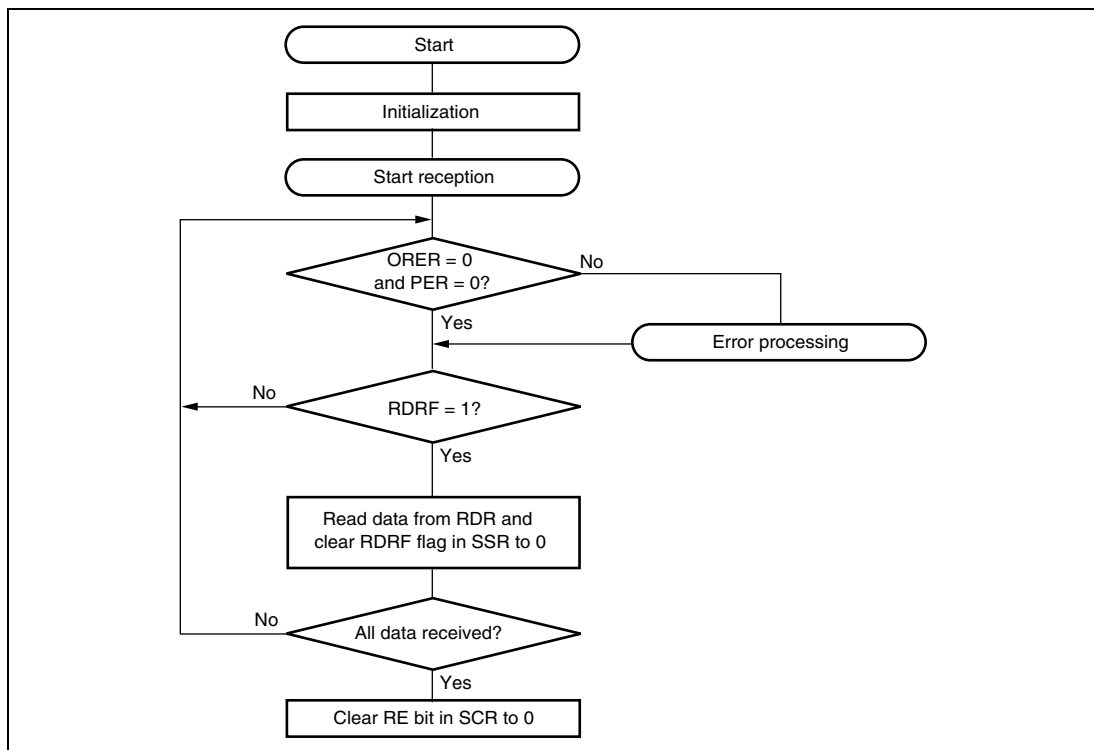 Start
Initialization
Start reception
ORER = 0
and PER = 0?
No
Yes
Error processing
No
RDRF = 1?
Yes
Read data from RDR and
clear RDRF flag in SSR to 0
No
All data received?
Yes
Clear RE bit in SCR to 0